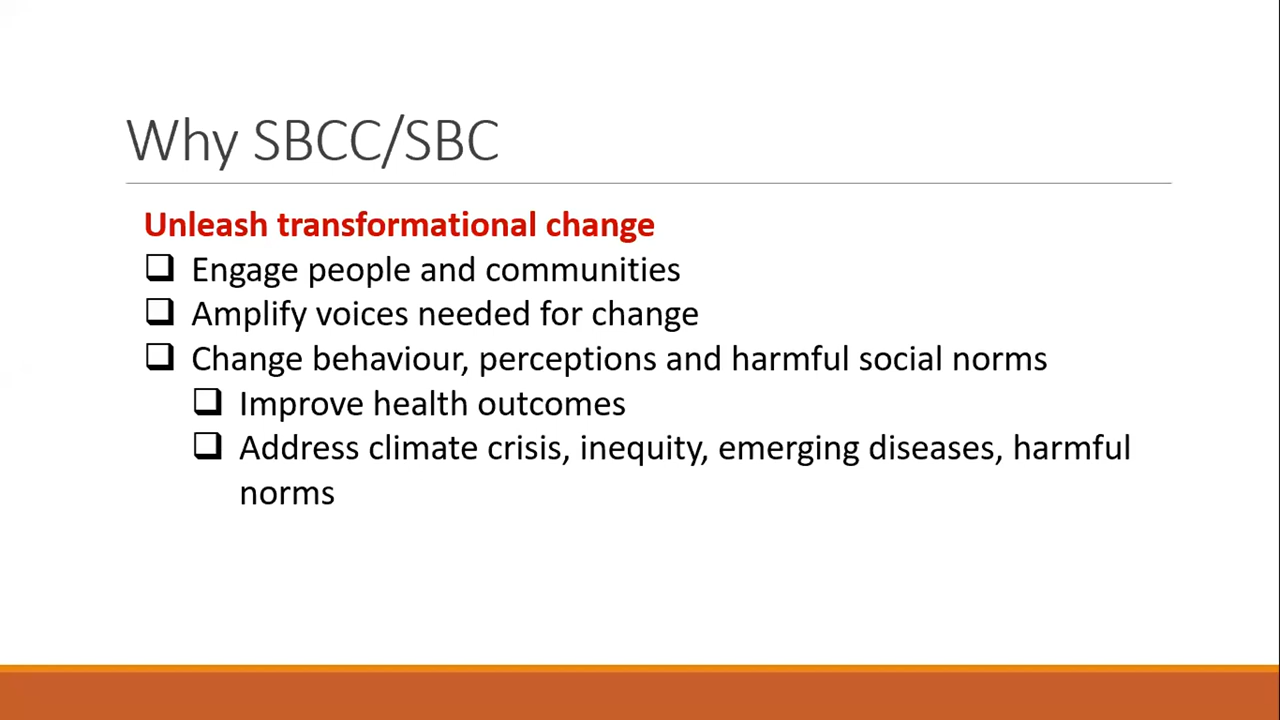 Why SBCC/SBC
Unleash transformational change
Engage people and communities
Amplify voices needed for change
Change behaviour, perceptions and harmful social norms
Improve health outcomes
Address climate crisis, inequity, emerging diseases, harmful
norms